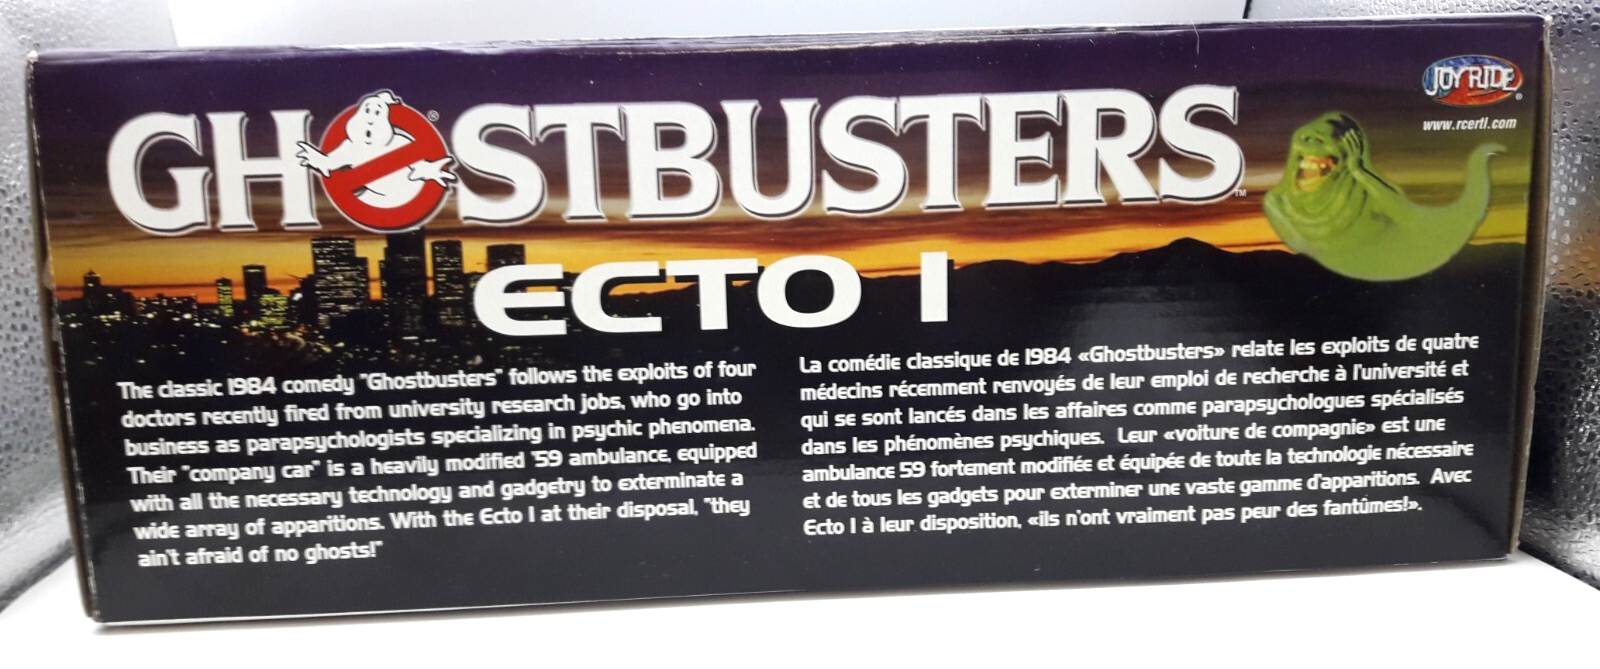 JOYRIDE
®
www.rcertl.com
GHOSTBUSTERS
®
™
ECTO 1
The classic 1984 comedy "Ghostbusters" follows the exploits of four
doctors recently fired from university research jobs, who go into
business as parapsychologists specializing in psychic phenomena.
Their "company car" is a heavily modified '59 ambulance, equipped
with all the necessary technology and gadgetry to exterminate a
wide array of apparitions. With the Ecto 1 at their disposal, "they
ain't afraid of no ghosts!"
La comédie classique de 1984 «Ghostbusters» relate les exploits de quatre
médecins récemment renvoyés de leur emploi de recherche à l'université et
qui se sont lancés dans les affaires comme parapsychologues spécialisés
dans les phénomènes psychiques. Leur «voiture de compagnie» est une
ambulance 59 fortement modifiée et équipée de toute la technologie nécessaire
et de tous les gadgets pour exterminer une vaste gamme d'apparitions. Avec
Ecto 1 à leur disposition, «ils n'ont vraiment pas peur des fantûmes!».